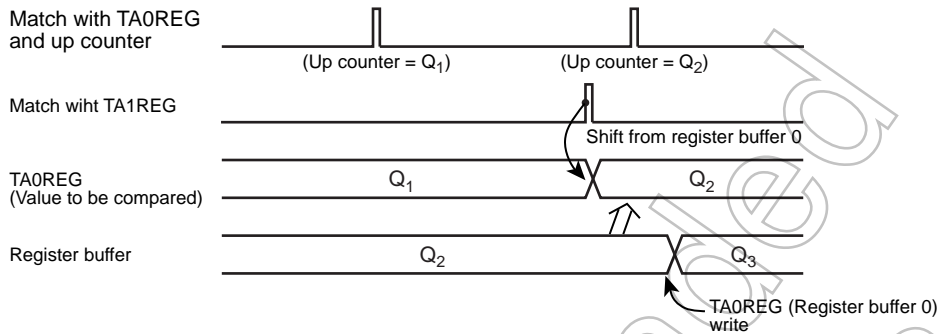 Match with TA0REG
and up counter
(Up counter = Q1)
(Up counter = Q2)
Match wiht TA1REG
Shift from register buffer 0
TA0REG
(Value to be compared)
Q1
Q2
Register buffer
Q2
Q3
TA0REG (Register buffer 0)
write